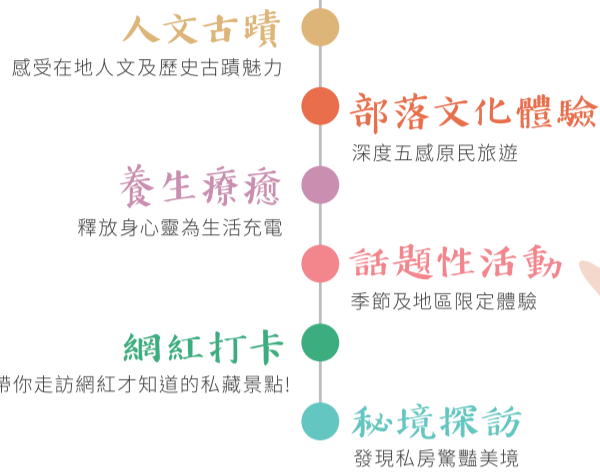 人文古蹟
感受在地人文及歷史古蹟魅力
部落文化體驗
深度五感原民旅遊
養生療癒
釋放身心靈為生活充電
話題性活動
季節及地區限定體驗
網紅打卡
帶你走訪網紅才知道的私藏景點!
秘境探訪
發現私房驚豔美境